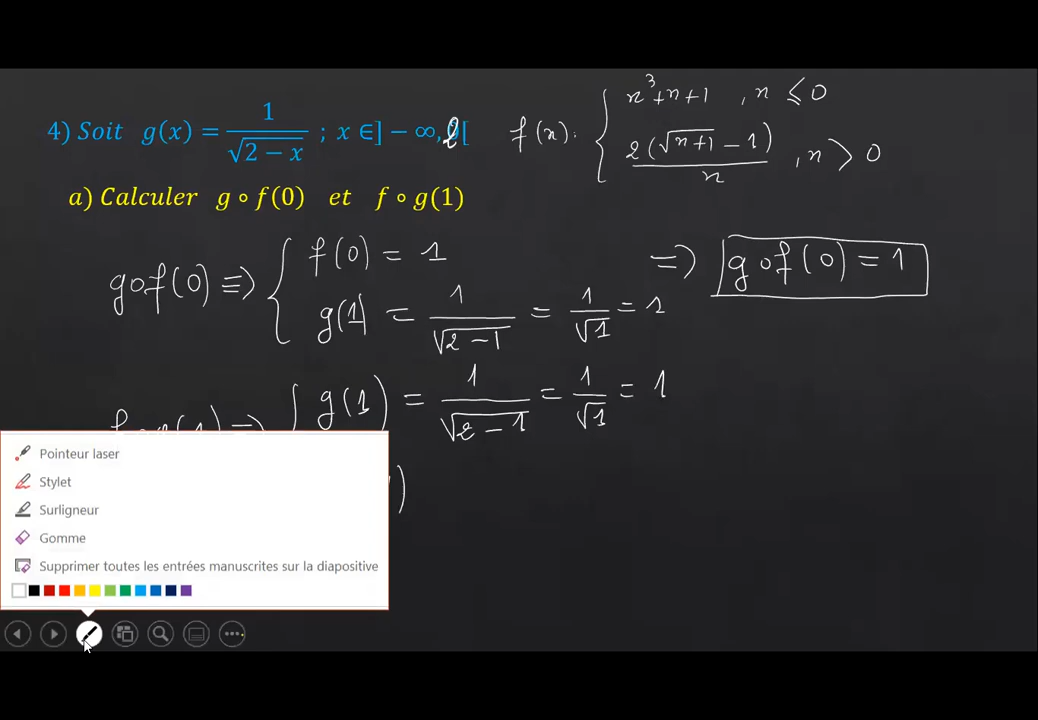 4) Soit g(x) = 1/√(2−x) ; x ∈]−∞, 2[
f(x): { x³+x+1 , x ≤ 0
2(√(x+1) −1)/x , x > 0
a) Calculer g∘f(0) et f∘g(1)
gof(0) ≡> { f(0) = 1
g(1) = 1/√(2−1) = 1/√1 = 1
=> gof(0) = 1
fog(1) => { g(1) = 1/√(2−1) = 1/√1 = 1
)
Pointeur laser
Stylet
Surligneur
Gomme
Supprimer toutes les entrées manuscrites sur la diapositive